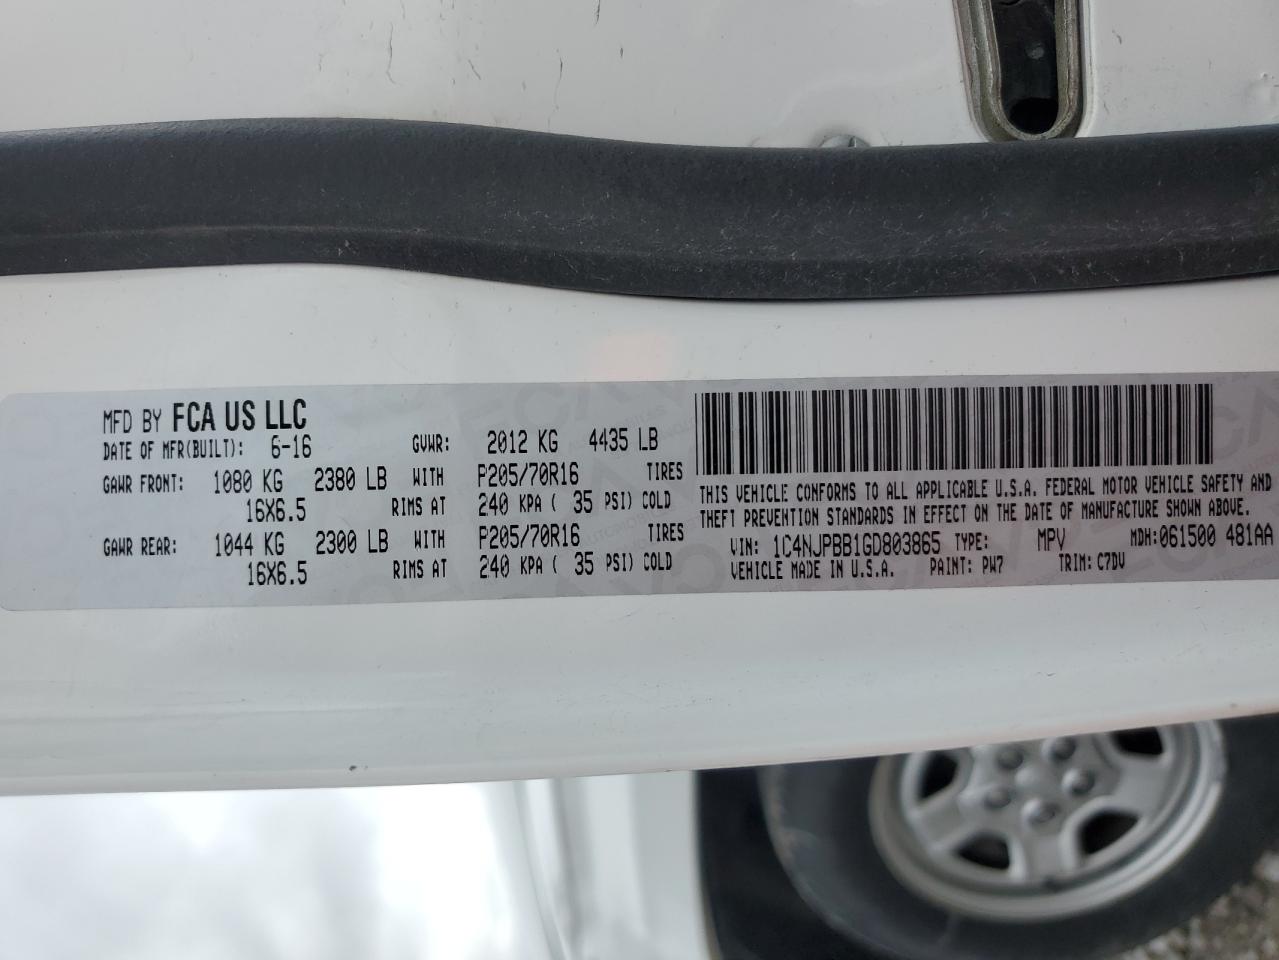 MFD BY FCA US LLC
DATE OF MFR(BUILT): 6-16 GVWR: 2012 KG 4435 LB
GAWR FRONT: 1080 KG 2380 LB WITH P205/70R16 TIRES
16X6.5 RIMS AT 240 KPA ( 35 PSI) COLD
GAWR REAR: 1044 KG 2300 LB WITH P205/70R16 TIRES
16X6.5 RIMS AT 240 KPA ( 35 PSI) COLD
THIS VEHICLE CONFORMS TO ALL APPLICABLE U.S.A. FEDERAL MOTOR VEHICLE SAFETY AND
THEFT PREVENTION STANDARDS IN EFFECT ON THE DATE OF MANUFACTURE SHOWN ABOVE.
VIN: 1C4NJPBB1GD803865 TYPE: MPV MDH: 061500 481AA
VEHICLE MADE IN U.S.A. PAINT: PW7 TRIM: C7DV